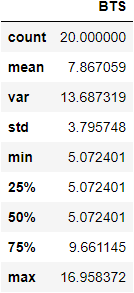 BTS
count 20.000000
mean 7.867059
var 13.687319
std 3.795748
min 5.072401
25% 5.072401
50% 5.072401
75% 9.661145
max 16.958372